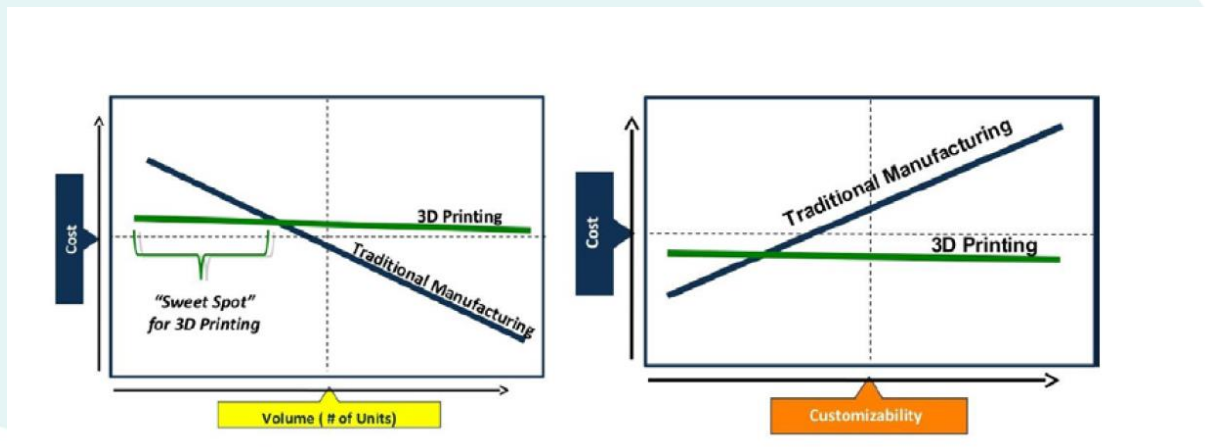 Cost
3D Printing
Traditional Manufacturing
“Sweet Spot”
for 3D Printing
Volume ( # of Units)
Cost
Traditional Manufacturing
3D Printing
Customizability